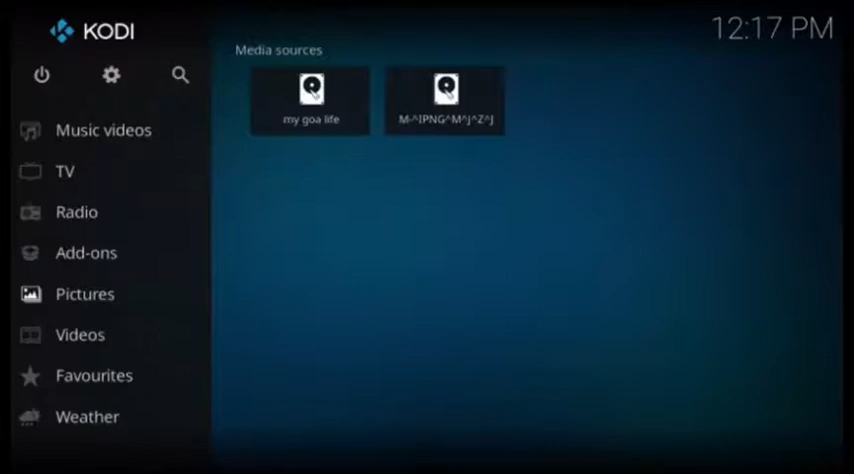 KODI
12:17 PM
Media sources
my goa life
M-^IPNG^M^J^Z^J
Music videos
TV
Radio
Add-ons
Pictures
Videos
Favourites
Weather